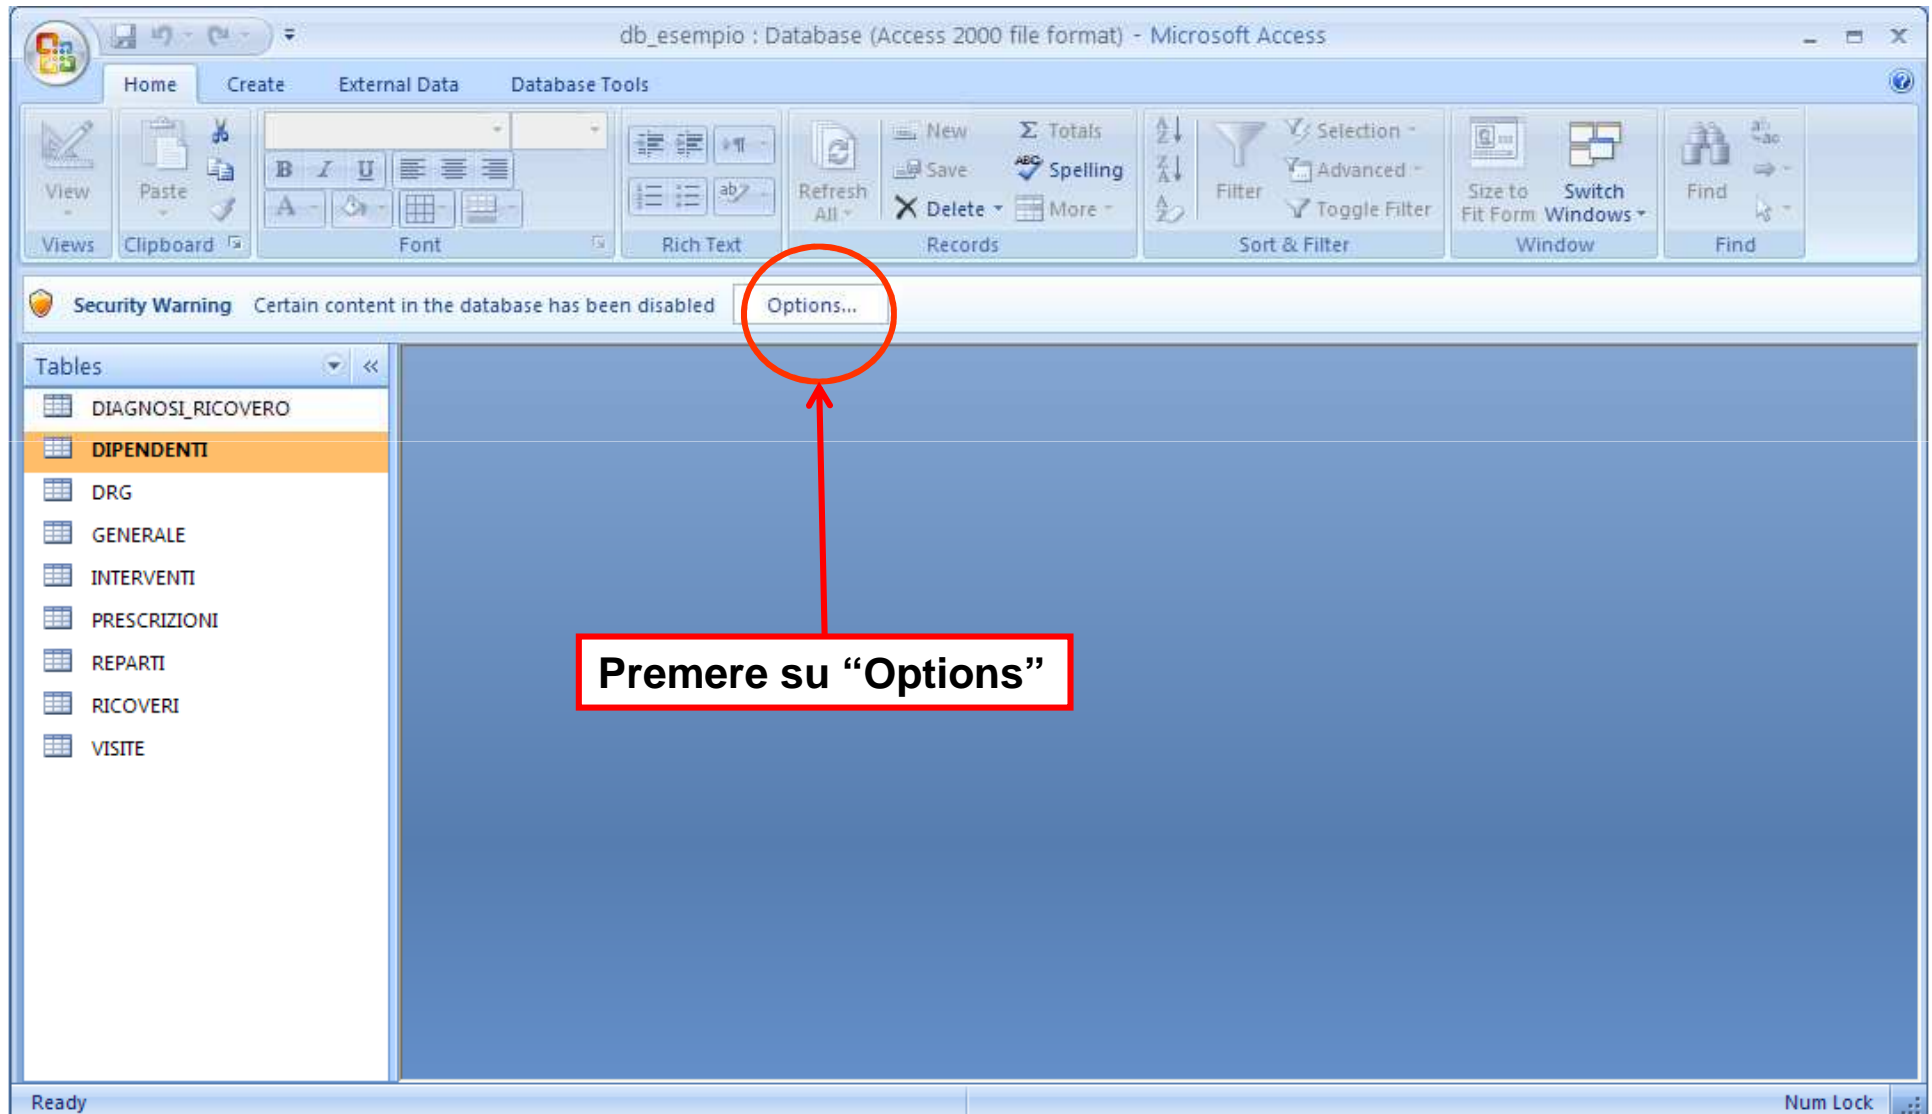 db_esempio : Database (Access 2000 file format) - Microsoft Access
Home Create External Data Database Tools
View
Paste
B I U
A
ab
Refresh All
New
Save
Delete
Σ Totals
ABC Spelling
More
Filter
Selection
Advanced
Toggle Filter
Size to Fit Form
Switch Windows
Find
Views Clipboard Font Rich Text Records Sort & Filter Window Find
Security Warning Certain content in the database has been disabled Options...
Tables
DIAGNOSI_RICOVERO
DIPENDENTI
DRG
GENERALE
INTERVENTI
PRESCRIZIONI
REPARTI
RICOVERI
VISITE
Premere su “Options”
Ready Num Lock